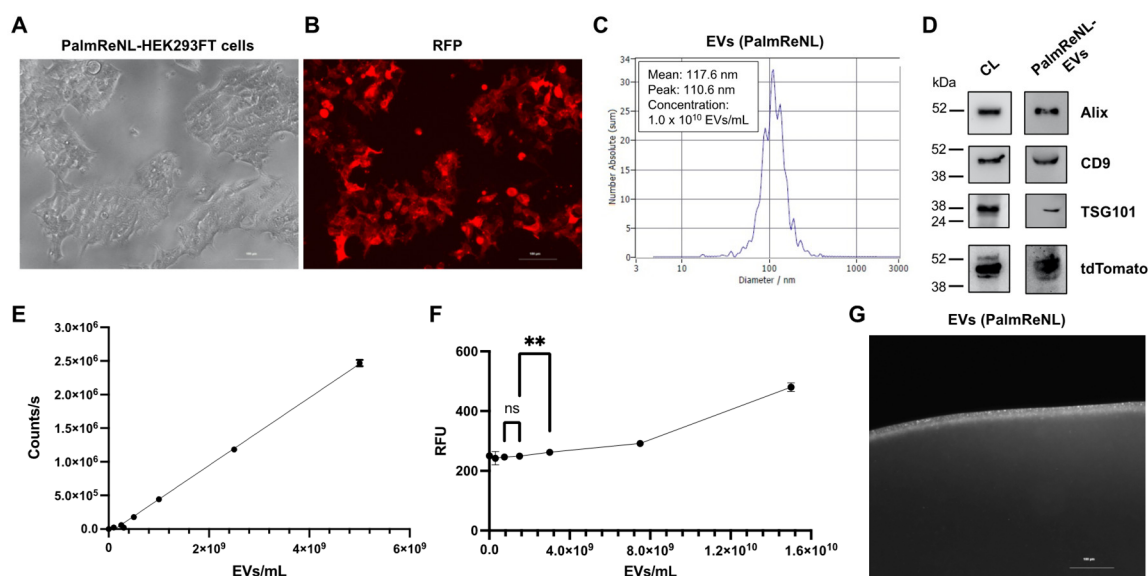 A
PalmReNL-HEK293FT cells
B
RFP
C
EVs (PalmReNL)
34
30
25
20
15
10
5
0
Number Absolute (sum)
Mean: 117.6 nm
Peak: 110.6 nm
Concentration:
1.0 x 10¹⁰ EVs/mL
3
10
100
1000
3000
Diameter / nm
D
kDa
CL
PalmReNL-
EVs
52
Alix
52
38
CD9
38
24
TSG101
52
38
tdTomato
E
3.0×10⁶
2.5×10⁶
2.0×10⁶
1.5×10⁶
1.0×10⁶
5.0×10⁵
0.0
Counts/s
0
2×10⁹
4×10⁹
6×10⁹
EVs/mL
F
600
400
200
0
RFU
ns
**
0.0
4.0×10⁹
8.0×10⁹
1.2×10¹⁰
1.6×10¹⁰
EVs/mL
G
EVs (PalmReNL)